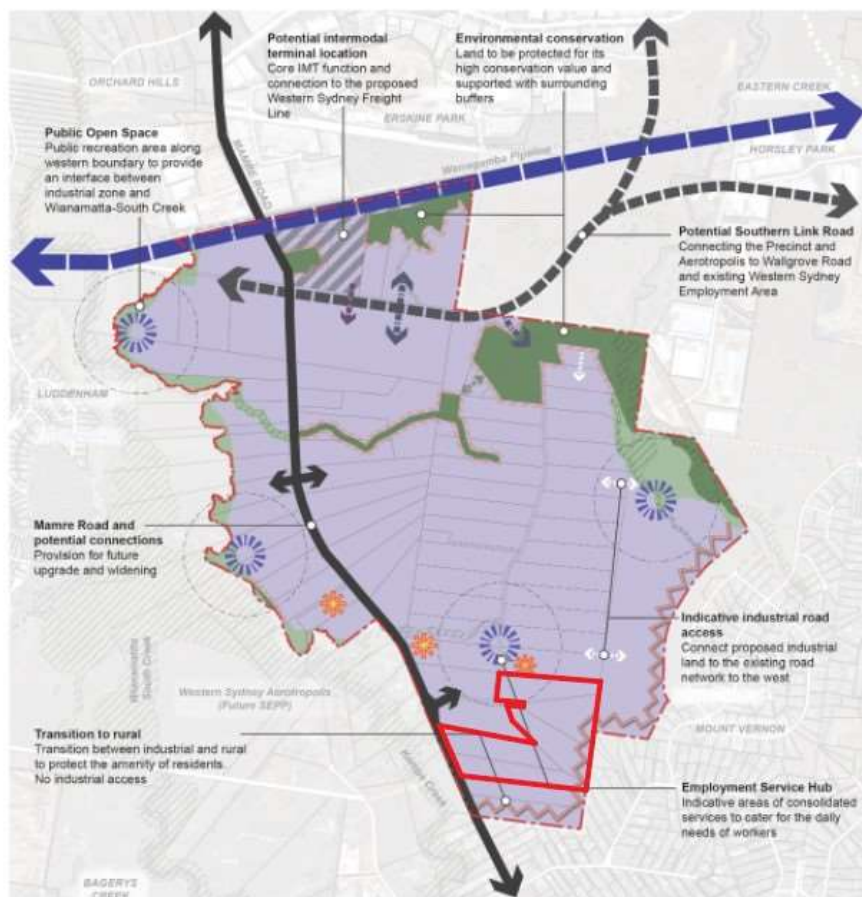 Potential intermodal
terminal location
Core IMT function and
connection to the proposed
Western Sydney Freight
Line
Environmental conservation
Land to be protected for its
high conservation value and
supported with surrounding
buffers
ORCHARD HILLS
EASTERN CREEK
ERSKINE PARK
Public Open Space
Public recreation area along
western boundary to provide
an interface between
industrial zone and
Wianamatta-South Creek
MAMRE ROAD
Warragamba Pipeline
HORSLEY PARK
Potential Southern Link Road
Connecting the Precinct and
Aerotropolis to Wallgrove Road
and existing Western Sydney
Employment Area
LUDDENHAM
Mamre Road and
potential connections
Provision for future
upgrade and widening
Indicative industrial road
access
Connect proposed industrial
land to the existing road
network to the west
Wianamatta
South Creek
Western Sydney Aerotropolis
(Future SEPP)
MOUNT VERNON
Transition to rural
Transition between industrial and rural
to protect the amenity of residents.
No industrial access
Kemps Creek
Employment Service Hub
Indicative areas of consolidated
services to cater for the daily
needs of workers
BAGERYS
CREEK